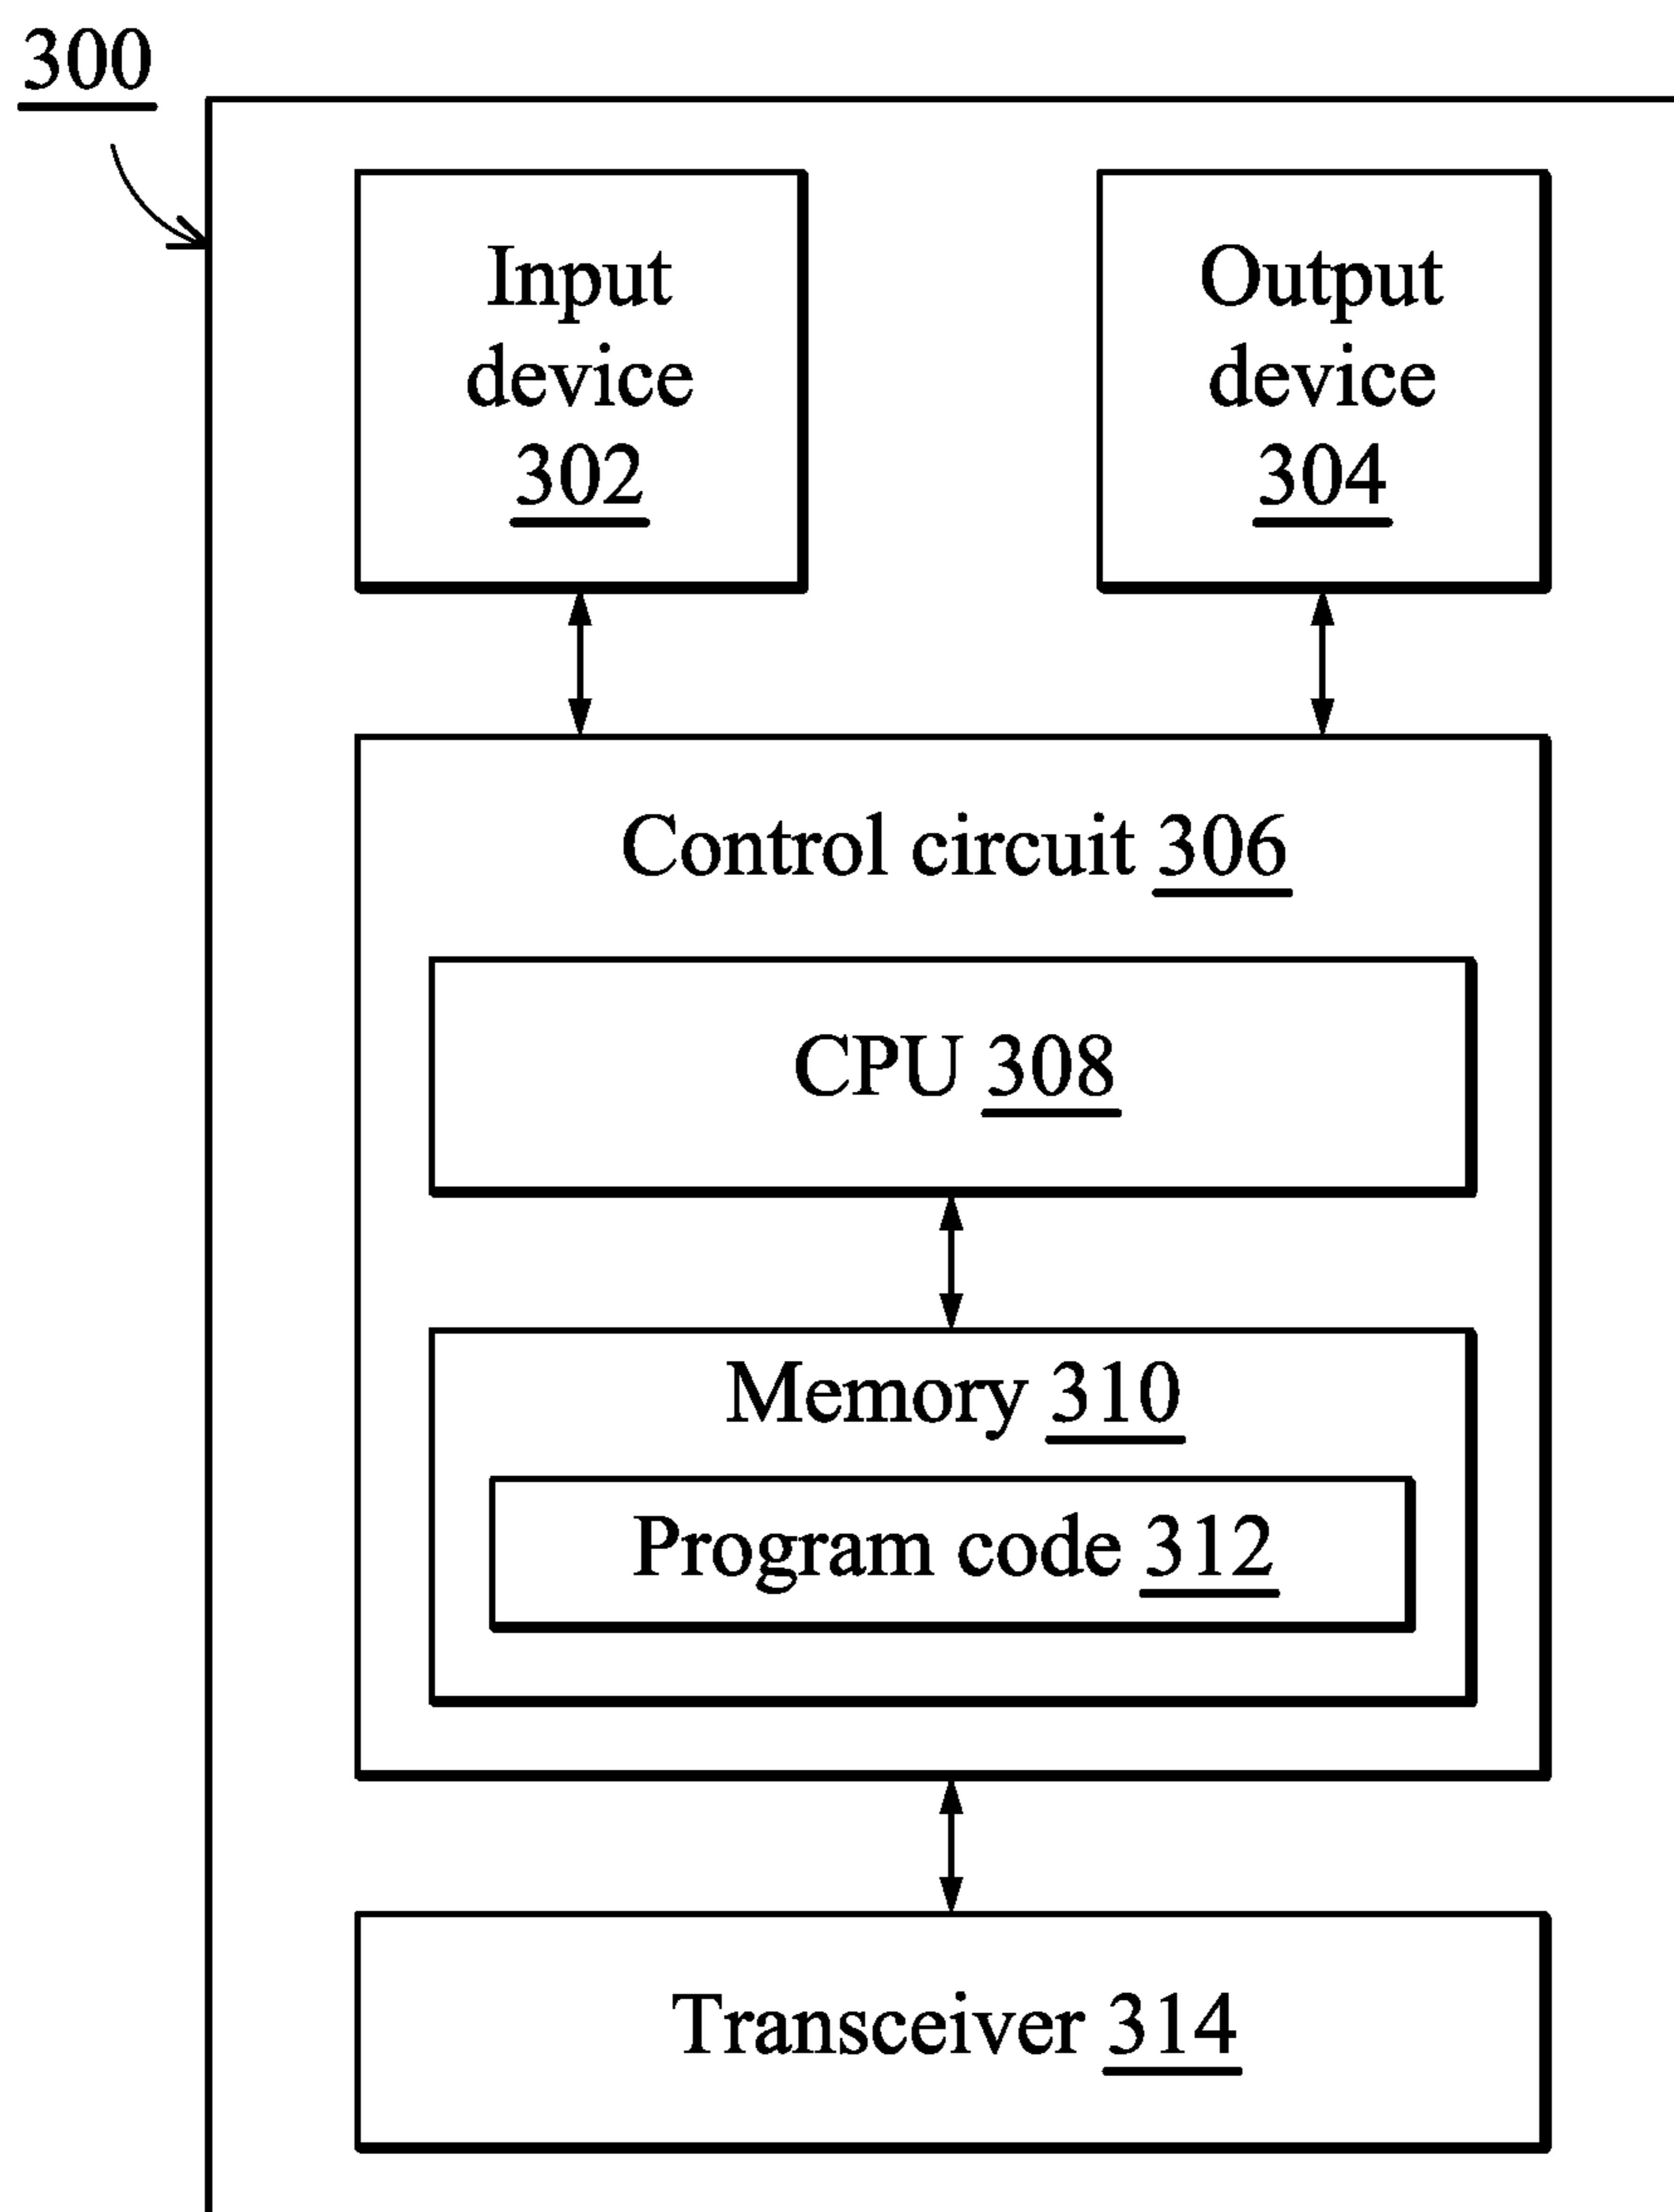 300
Input
device
302
Output
device
304
Control circuit 306
CPU 308
Memory 310
Program code 312
Transceiver 314